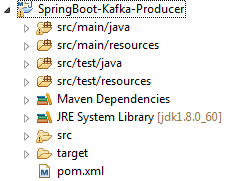 SpringBoot-Kafka-Producer
src/main/java
src/main/resources
src/test/java
src/test/resources
Maven Dependencies
JRE System Library [jdk1.8.0_60]
src
target
pom.xml